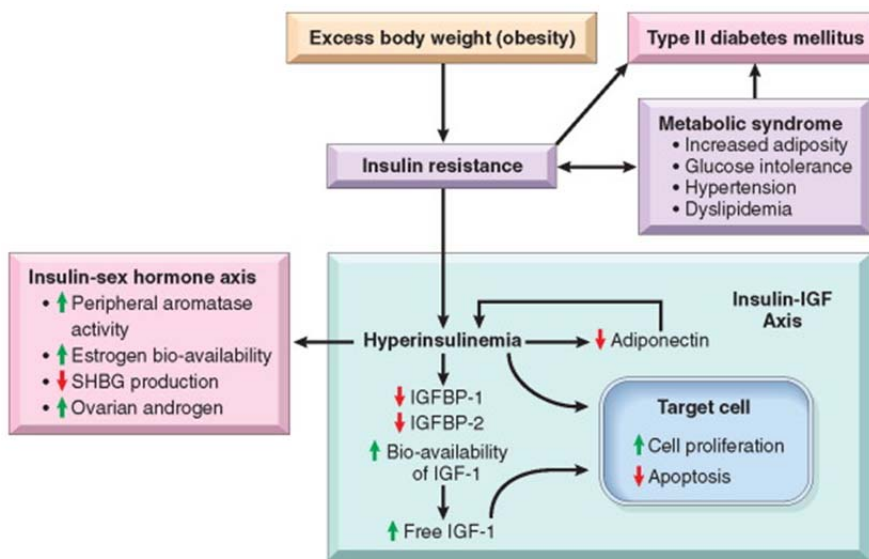 Excess body weight (obesity)
Type II diabetes mellitus
Metabolic syndrome
• Increased adiposity
• Glucose intolerance
• Hypertension
• Dyslipidemia
Insulin resistance
Insulin-sex hormone axis
• ↑ Peripheral aromatase
activity
• ↑ Estrogen bio-availability
• ↓ SHBG production
• ↑ Ovarian androgen
Insulin-IGF
Axis
Hyperinsulinemia
↓ Adiponectin
↓ IGFBP-1
↓ IGFBP-2
↑ Bio-availability
of IGF-1
↑ Free IGF-1
Target cell
↑ Cell proliferation
↓ Apoptosis